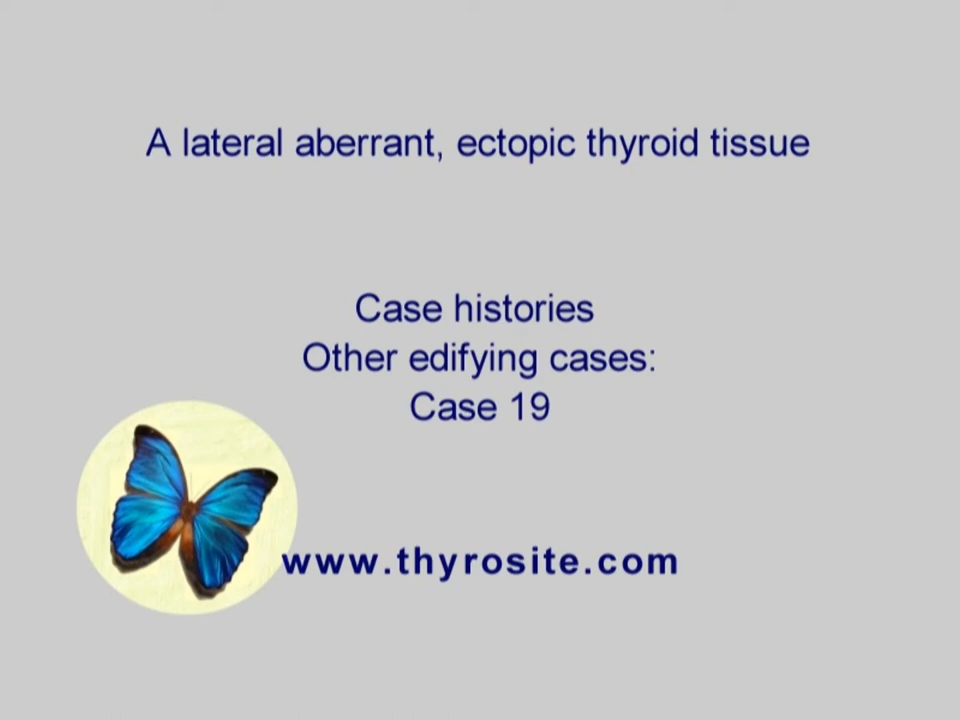 A lateral aberrant, ectopic thyroid tissue
Case histories
Other edifying cases:
Case 19
www.thyrosite.com